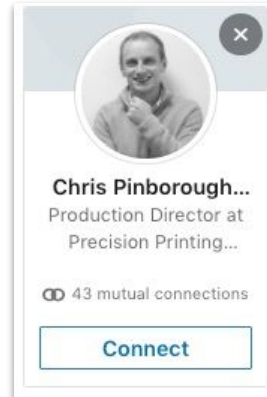 Chris Pinborough...
Production Director at
Precision Printing...
43 mutual connections
Connect